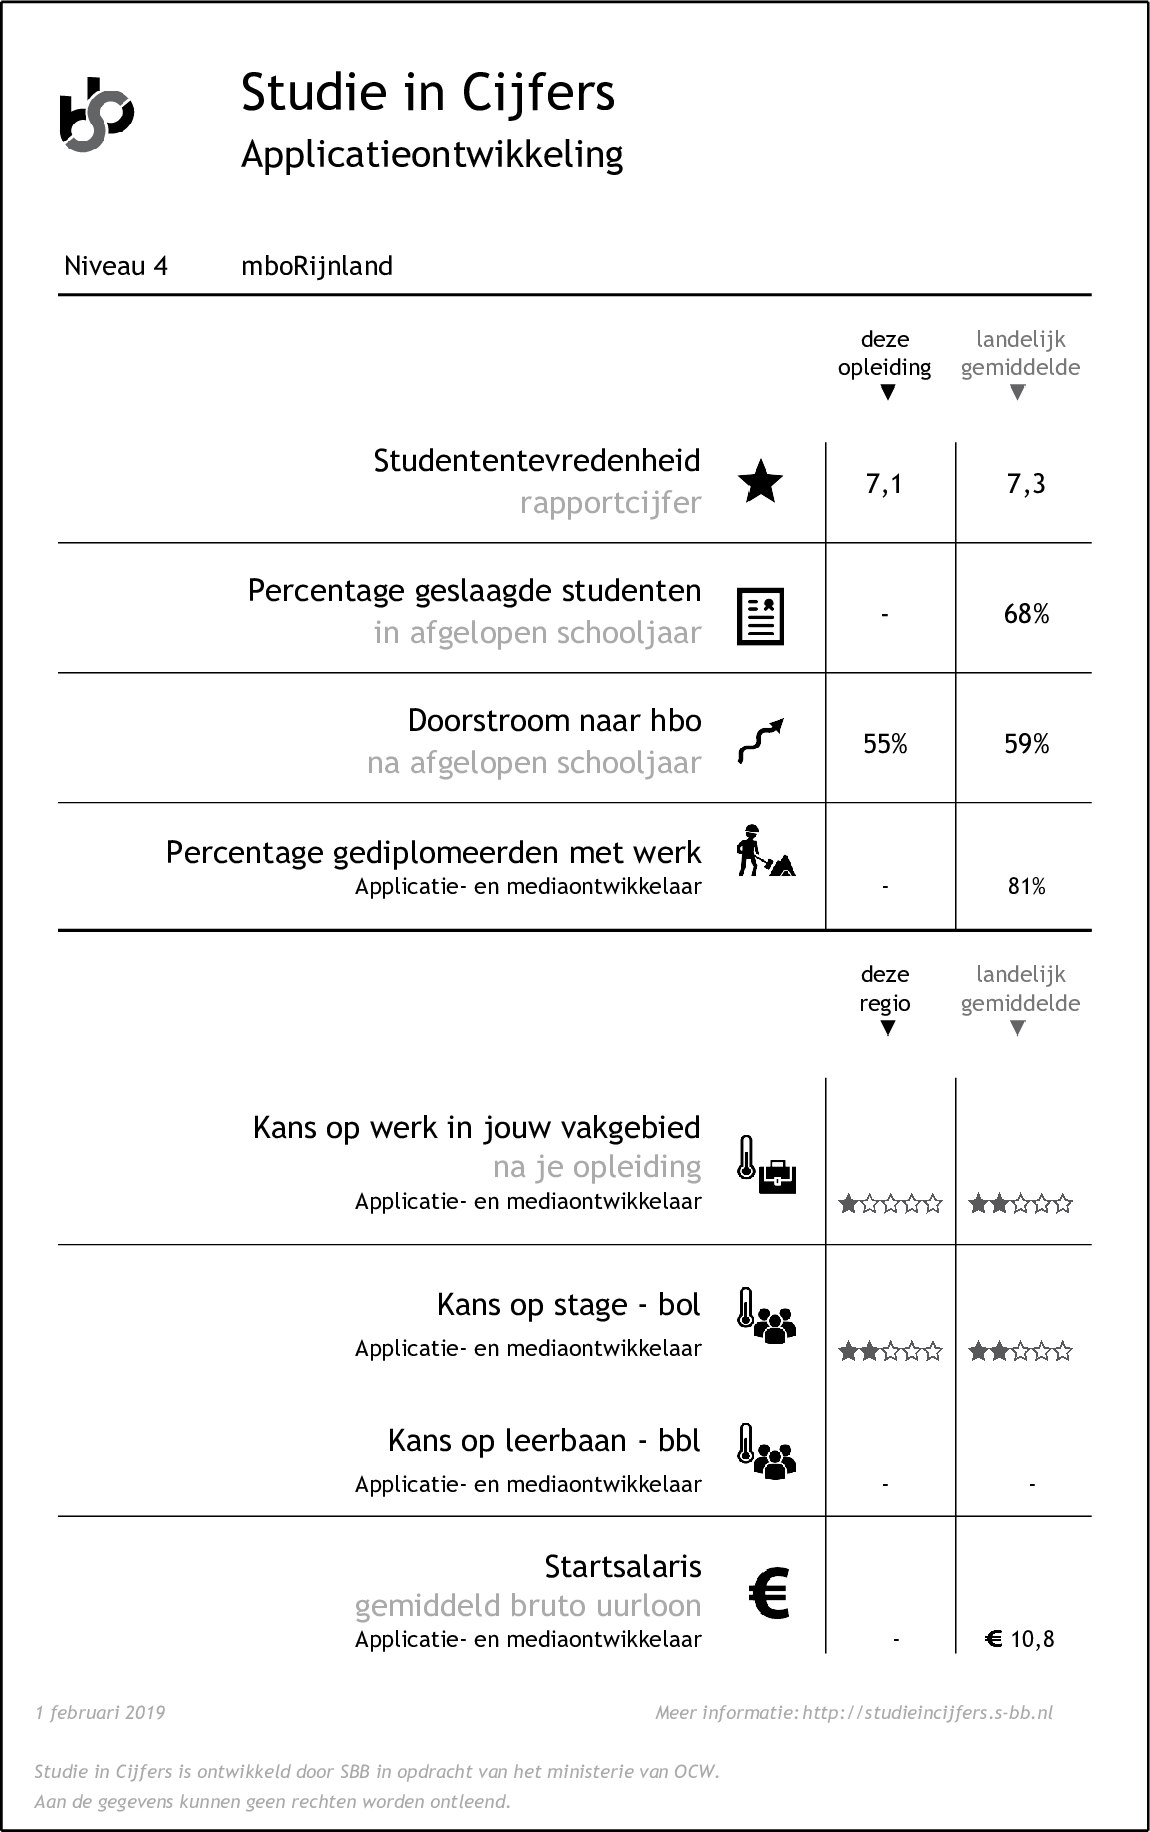 Studie in Cijfers
Applicatieontwikkeling
Niveau 4 mboRijnland
deze landelijk
opleiding gemiddelde
Studententevredenheid
rapportcijfer
7,1 7,3
Percentage geslaagde studenten
in afgelopen schooljaar
- 68%
Doorstroom naar hbo
na afgelopen schooljaar
55% 59%
Percentage gediplomeerden met werk
Applicatie- en mediaontwikkelaar - 81%
deze landelijk
regio gemiddelde
Kans op werk in jouw vakgebied
na je opleiding
Applicatie- en mediaontwikkelaar ★☆☆☆☆ ★★☆☆☆
Kans op stage - bol
Applicatie- en mediaontwikkelaar ★★☆☆☆ ★★☆☆☆
Kans op leerbaan - bbl
Applicatie- en mediaontwikkelaar - -
Startsalaris
gemiddeld bruto uurloon
Applicatie- en mediaontwikkelaar - € 10,8
1 februari 2019 Meer informatie: http://studieincijfers.s-bb.nl
Studie in Cijfers is ontwikkeld door SBB in opdracht van het ministerie van OCW.
Aan de gegevens kunnen geen rechten worden ontleend.